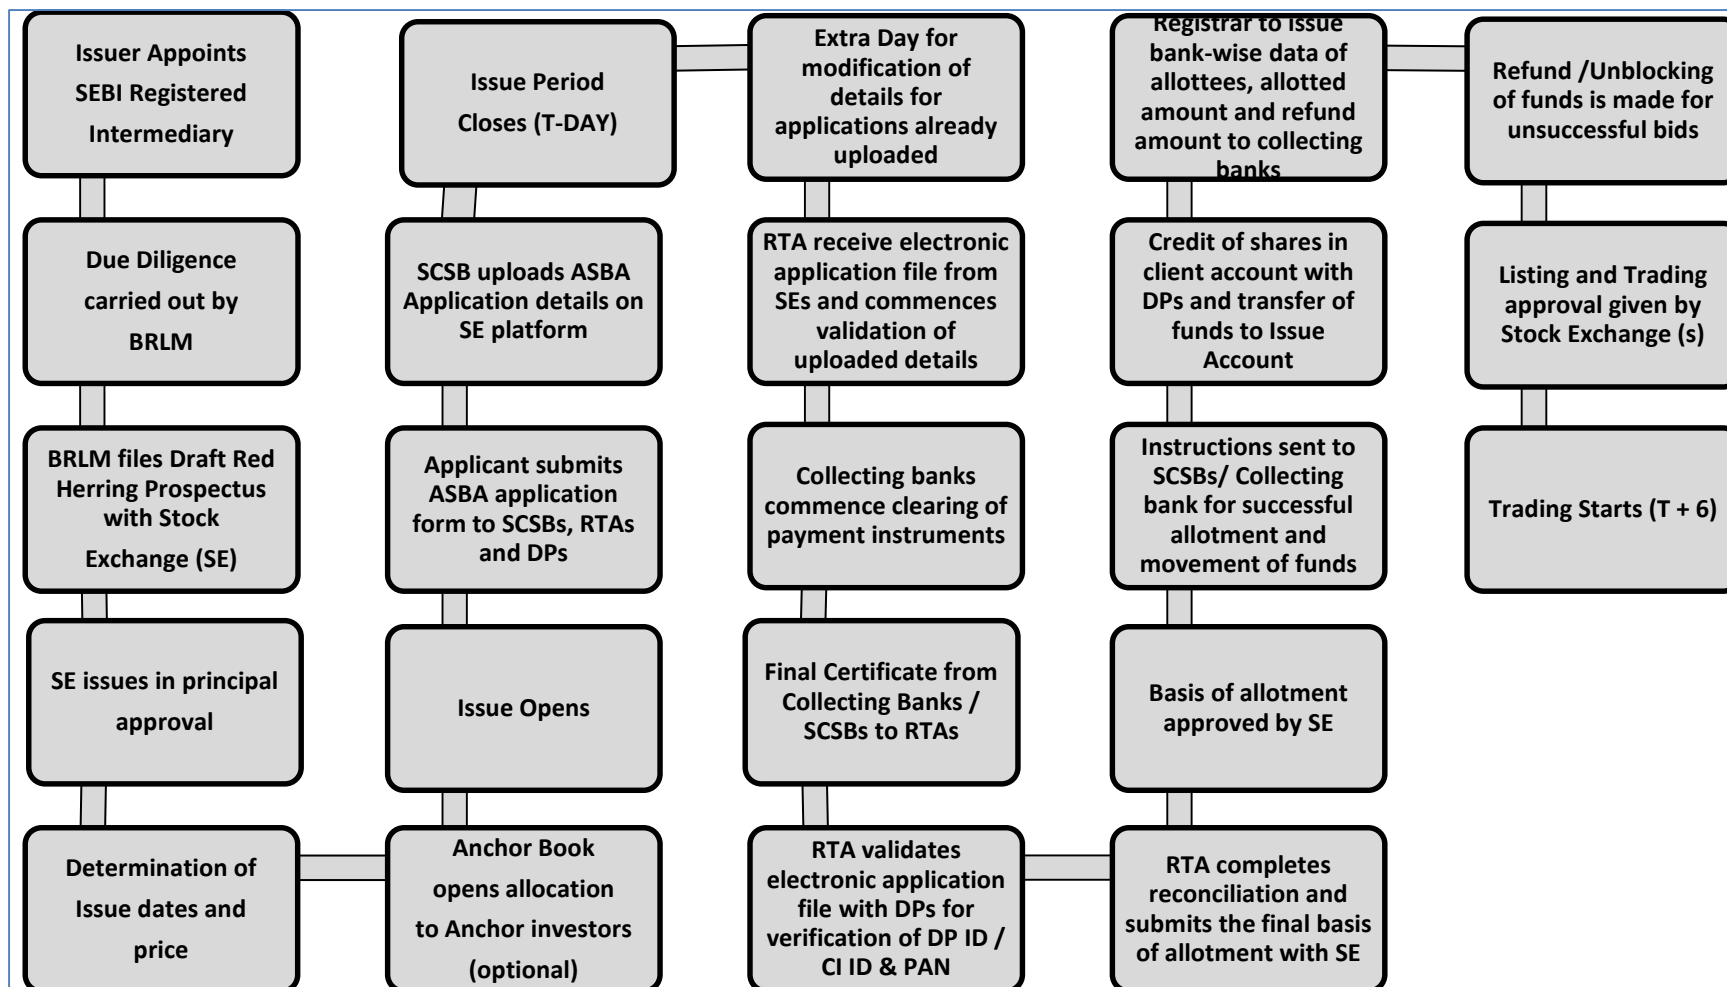 Issuer Appoints
SEBI Registered
Intermediary
Due Diligence
carried out by
BRLM
BRLM files Draft Red
Herring Prospectus
with Stock
Exchange (SE)
SE issues in principal
approval
Determination of
Issue dates and
price
Anchor Book
opens allocation
to Anchor investors
(optional)
Issue Opens
Applicant submits
ASBA application
form to SCSBs, RTAs
and DPs
SCSB uploads ASBA
Application details on
SE platform
Issue Period
Closes (T-DAY)
Extra Day for
modification of
details for
applications already
uploaded
RTA receive electronic
application file from
SEs and commences
validation of
uploaded details
Collecting banks
commence clearing of
payment instruments
Final Certificate from
Collecting Banks /
SCSBs to RTAs
RTA validates
electronic application
file with DPs for
verification of DP ID /
CI ID & PAN
RTA completes
reconciliation and
submits the final basis
of allotment with SE
Basis of allotment
approved by SE
Instructions sent to
SCSBs/ Collecting
bank for successful
allotment and
movement of funds
Credit of shares in
client account with
DPs and transfer of
funds to Issue
Account
Registrar to issue
bank-wise data of
allottees, allotted
amount and refund
amount to collecting
banks
Refund /Unblocking
of funds is made for
unsuccessful bids
Listing and Trading
approval given by
Stock Exchange (s)
Trading Starts (T + 6)